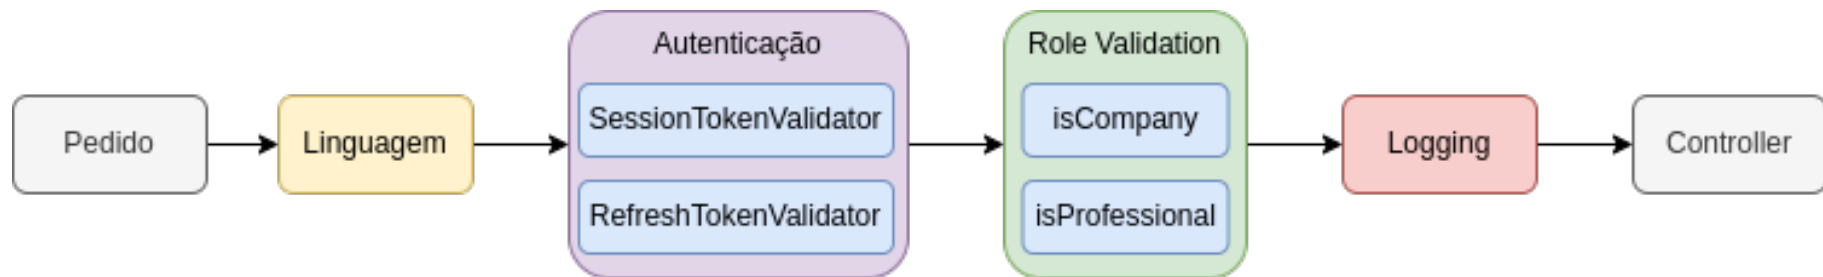 Pedido
Linguagem
Autenticação
SessionTokenValidator
RefreshTokenValidator
Role Validation
isCompany
isProfessional
Logging
Controller